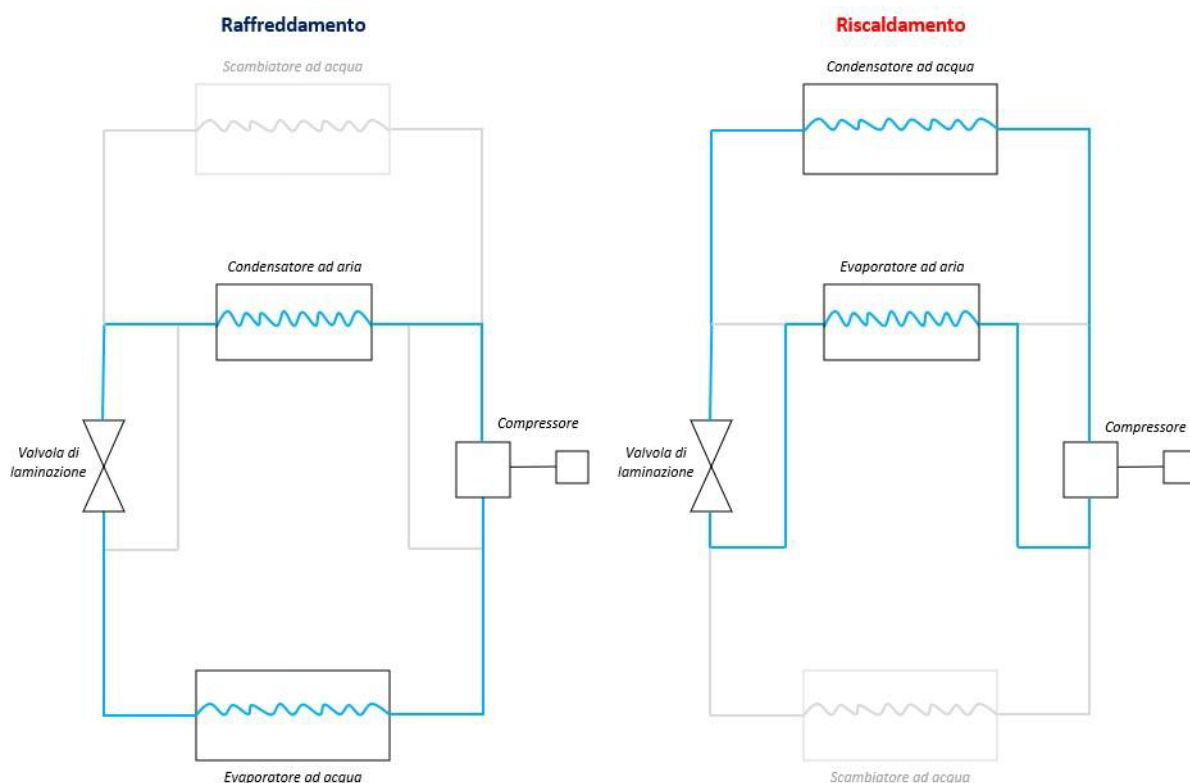 Raffreddamento
Riscaldamento
Scambiatore ad acqua
Condensatore ad acqua
Condensatore ad aria
Evaporatore ad aria
Compressore
Compressore
Valvola di
laminazione
Valvola di
laminazione
Evaporatore ad acqua
Scambiatore ad acqua